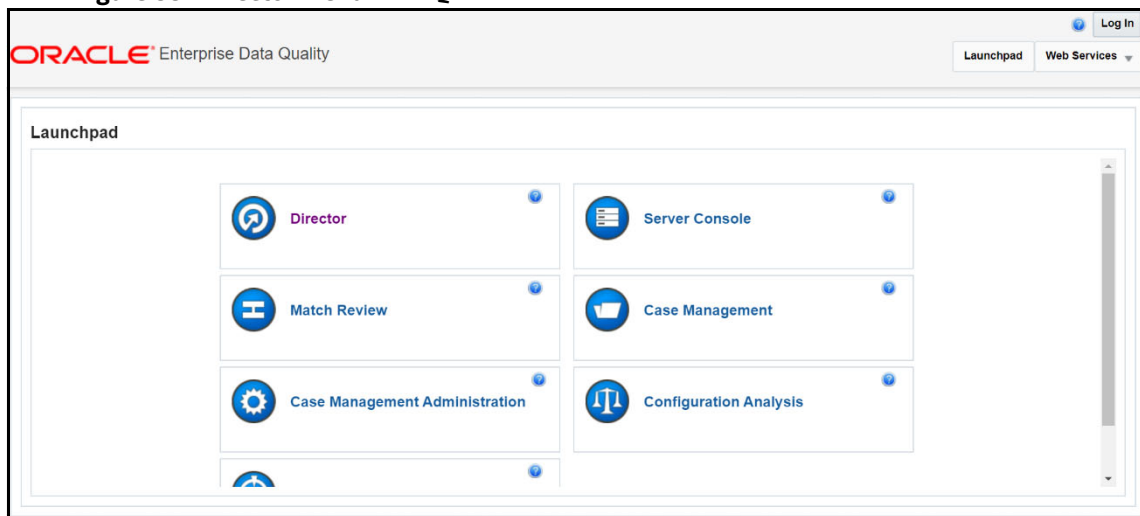 Log In
ORACLE® Enterprise Data Quality
Launchpad Web Services
Launchpad
Director
Server Console
Match Review
Case Management
Case Management Administration
Configuration Analysis